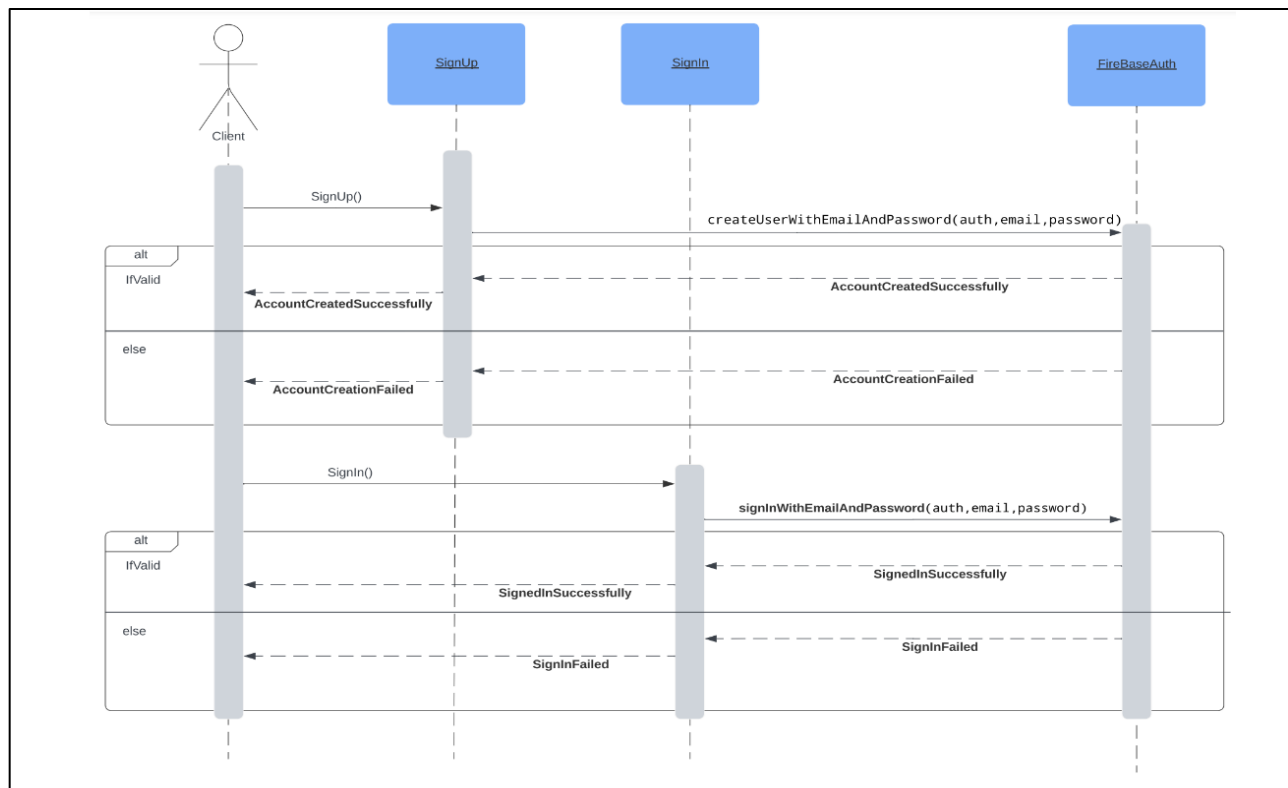 SignUp
SignIn
FireBaseAuth
Client
SignUp()
createUserWithEmailAndPassword(auth,email,password)
alt
IfValid
AccountCreatedSuccessfully
AccountCreatedSuccessfully
else
AccountCreationFailed
AccountCreationFailed
SignIn()
signInWithEmailAndPassword(auth,email,password)
alt
IfValid
SignedInSuccessfully
SignedInSuccessfully
else
SignInFailed
SignInFailed